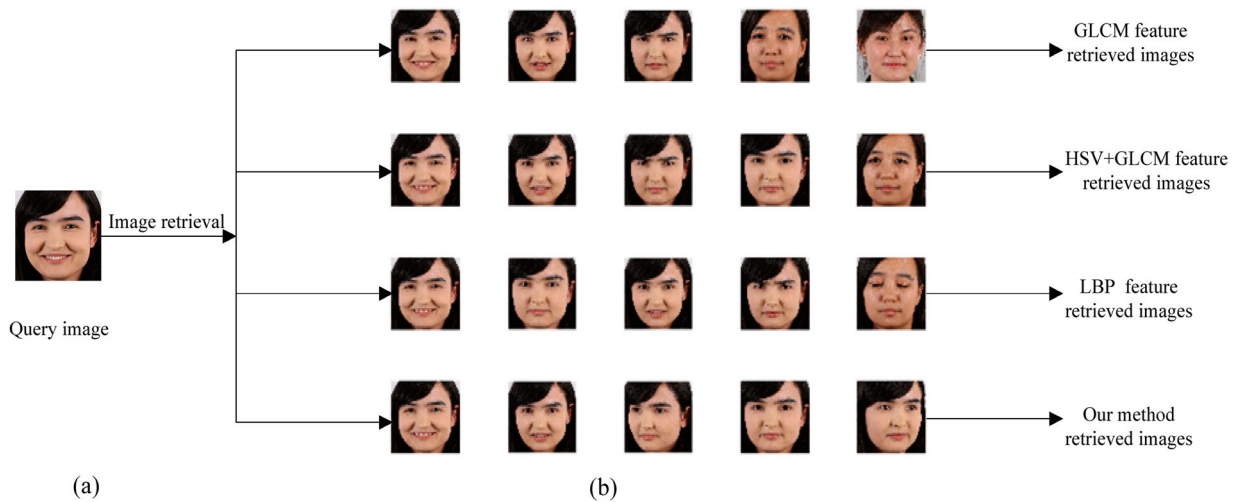 GLCM feature
retrieved images
HSV+GLCM feature
retrieved images
Image retrieval
Query image
LBP feature
retrieved images
Our method
retrieved images
(a)
(b)